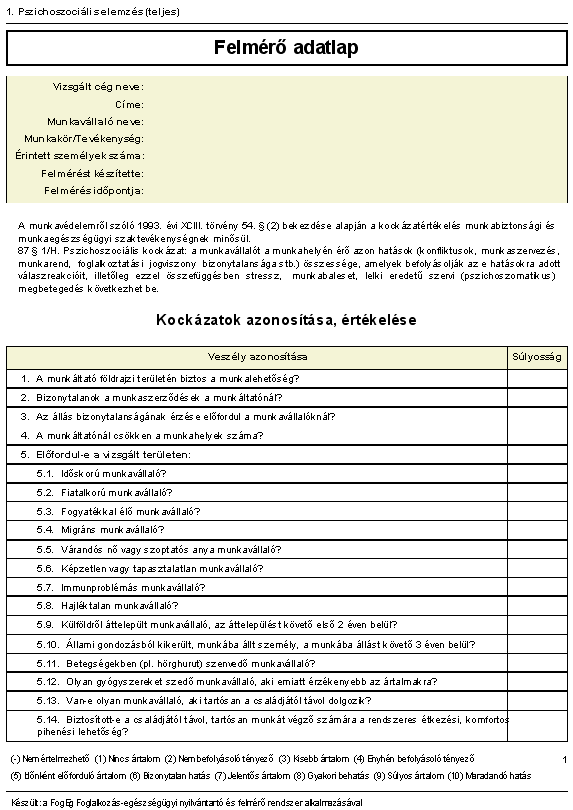 1. Pszichoszociális elemzés (teljes)
Felmérő adatlap
Vizsgált cég neve:
Címe:
Munkavállaló neve:
Munkakör/Tevékenység:
Érintett személyek száma:
Felmérést készítette:
Felmérés időpontja:
A munkavédelemről szóló 1993. évi XCIII. törvény 54. § (2) bekezdése alapján a kockázatértékelés munkabiztonsági és
munkaegészségügyi szaktevékenységnek minősül.
87 § 1/H. Pszichoszociális kockázat: a munkavállalót a munkahelyén érő azon hatások (konfliktusok, munkaszervezés,
munkarend, foglalkoztatási jogviszony bizonytalansága stb.) összessége, amelyek befolyásolják az e hatásokra adott
válaszreakcióit, illetőleg ezzel összefüggésben stressz, munkabaleset, lelki eredetű szervi (pszichoszomatikus)
megbetegedés következhet be.
Kockázatok azonosítása, értékelése
Veszély azonosítása Súlyosság
1. A munkáltató földrajzi területén biztos a munkalehetőség?
2. Bizonytalanok a munkaszerződések a munkáltatónál?
3. Az állás bizonytalanságának érzése előfordul a munkavállalóknál?
4. A munkáltatónál csökken a munkahelyek száma?
5. Előfordul-e a vizsgált területen:
5.1. Időskorú munkavállaló?
5.2. Fiatalkorú munkavállaló?
5.3. Fogyatékkal élő munkavállaló?
5.4. Migráns munkavállaló?
5.5. Várandós nő vagy szoptatós anya munkavállaló?
5.6. Képzetlen vagy tapasztalatlan munkavállaló?
5.7. Immunproblémás munkavállaló?
5.8. Hajléktalan munkavállaló?
5.9. Külföldről áttelepült munkavállaló, az áttelepülést követő első 2 éven belül?
5.10. Állami gondozásból kikerült, munkába állt személy, a munkába állást követő 3 éven belül?
5.11. Betegségekben (pl. hörghurut) szenvedő munkavállaló?
5.12. Olyan gyógyszereket szedő munkavállaló, aki emiatt érzékenyebb az ártalmakra?
5.13. Van-e olyan munkavállaló, aki tartósan a családjától távol dolgozik?
5.14. Biztosított-e a családjától távol, tartósan munkát végző számára a rendszeres étkezési, komfortos
pihenési lehetőség?
(-) Nem értelmezhető (1) Nincs ártalom (2) Nem befolyásoló tényező (3) Kisebb ártalom (4) Enyhén befolyásoló tényező 1
(5) Időnként előforduló ártalom (6) Bizonytalan hatás (7) Jelentős ártalom (8) Gyakori behatás (9) Súlyos ártalom (10) Maradandó hatás
Készült: a FogEg Foglalkozás-egészségügyi nyilvántartó és felmérő rendszer alkalmazásával